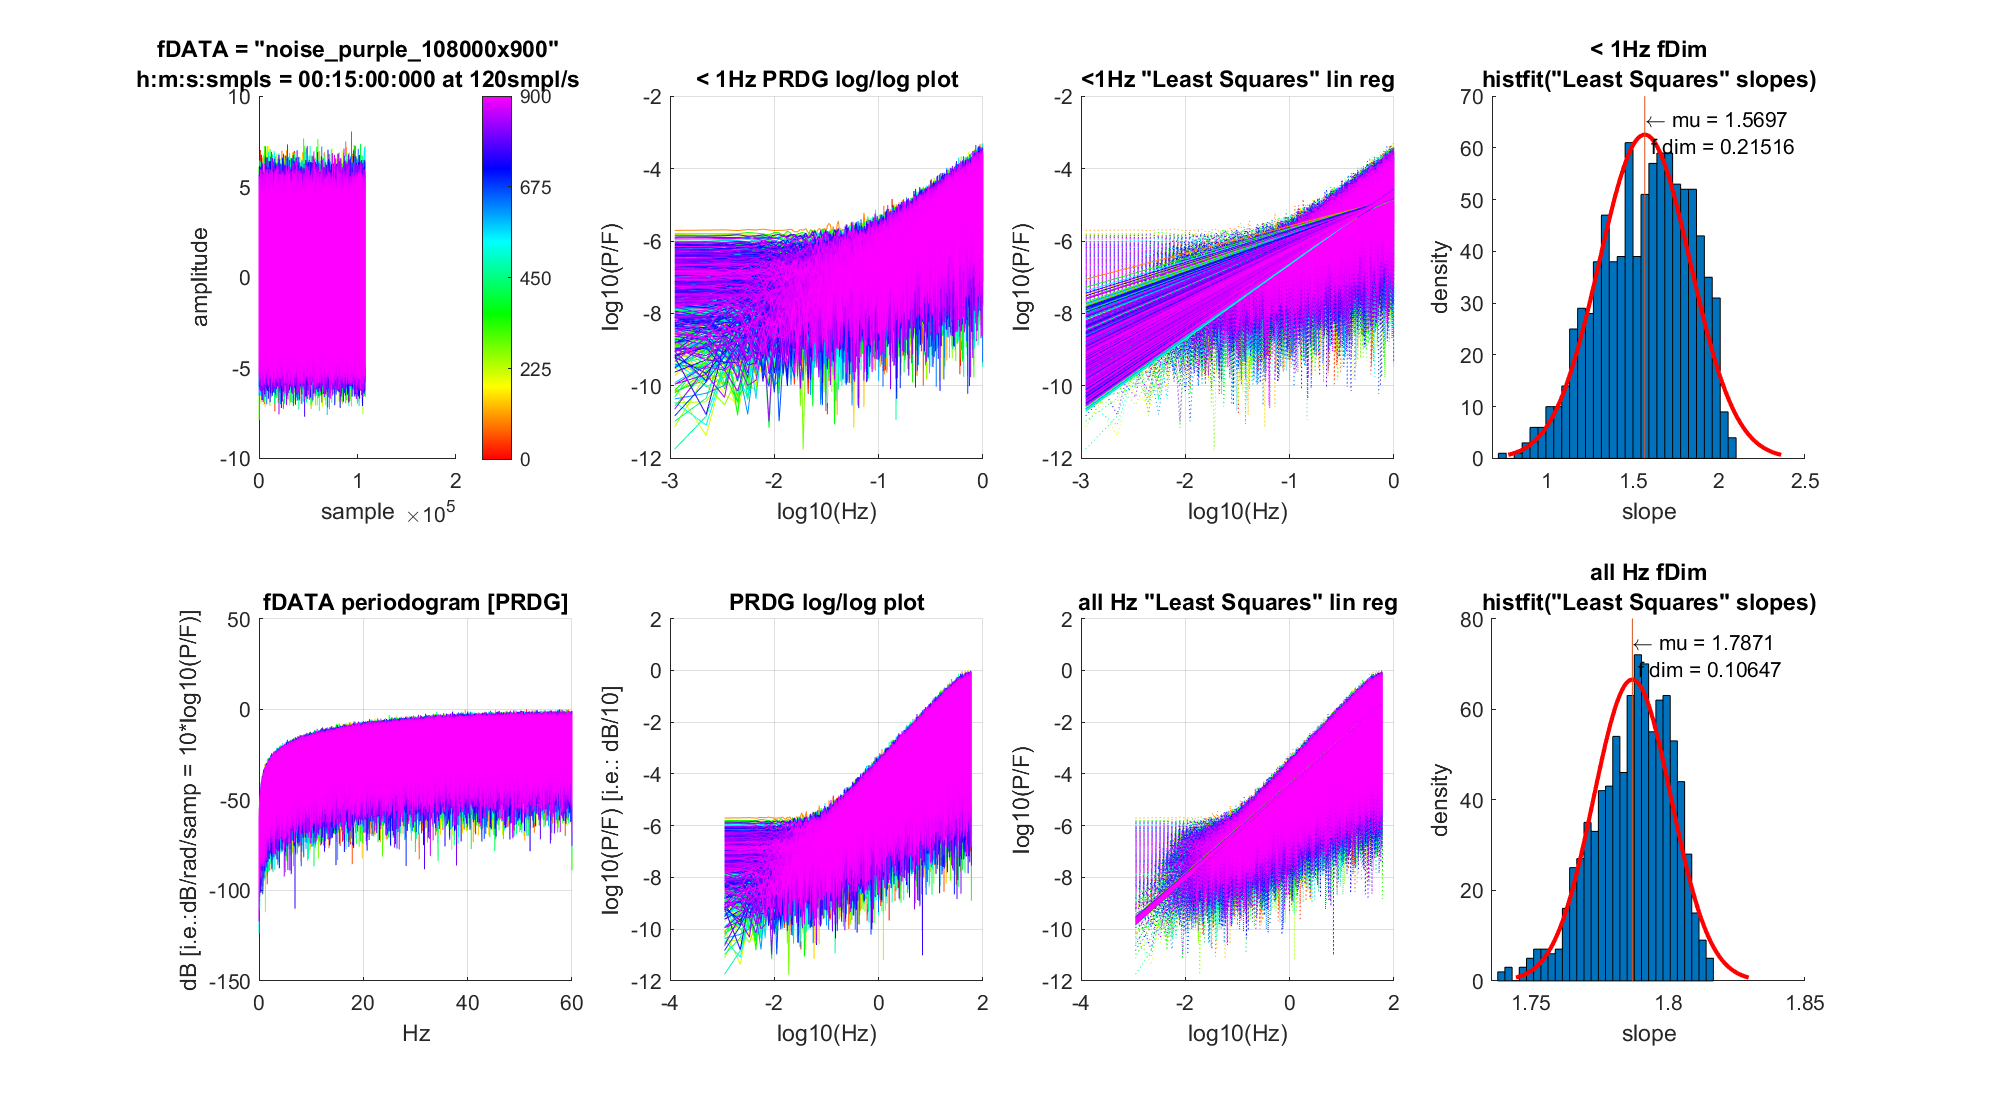 fDATA = "noise_purple_108000x900"
h:m:s:smpls = 00:15:00:000 at 120smpl/s
10
5
0
-5
-10
amplitude
0
1
2
sample
×10^5
900
675
450
225
0
< 1Hz PRDG log/log plot
-2
-4
-6
-8
-10
-12
log10(P/F)
-3
-2
-1
0
log10(Hz)
<1Hz "Least Squares" lin reg
-2
-4
-6
-8
-10
-12
log10(P/F)
-3
-2
-1
0
log10(Hz)
< 1Hz fDim
histfit("Least Squares" slopes)
70
60
50
40
30
20
10
0
density
← mu = 1.5697
f dim = 0.21516
1
1.5
2
2.5
slope
fDATA periodogram [PRDG]
50
0
-50
-100
-150
dB [i.e.:dB/rad/samp = 10*log10(P/F)]
0
20
40
60
Hz
PRDG log/log plot
2
0
-2
-4
-6
-8
-10
-12
log10(P/F) [i.e.: dB/10]
-4
-2
0
2
log10(Hz)
all Hz "Least Squares" lin reg
2
0
-2
-4
-6
-8
-10
-12
log10(P/F)
-4
-2
0
2
log10(Hz)
all Hz fDim
histfit("Least Squares" slopes)
80
60
40
20
0
density
← mu = 1.7871
f dim = 0.10647
1.75
1.8
1.85
slope